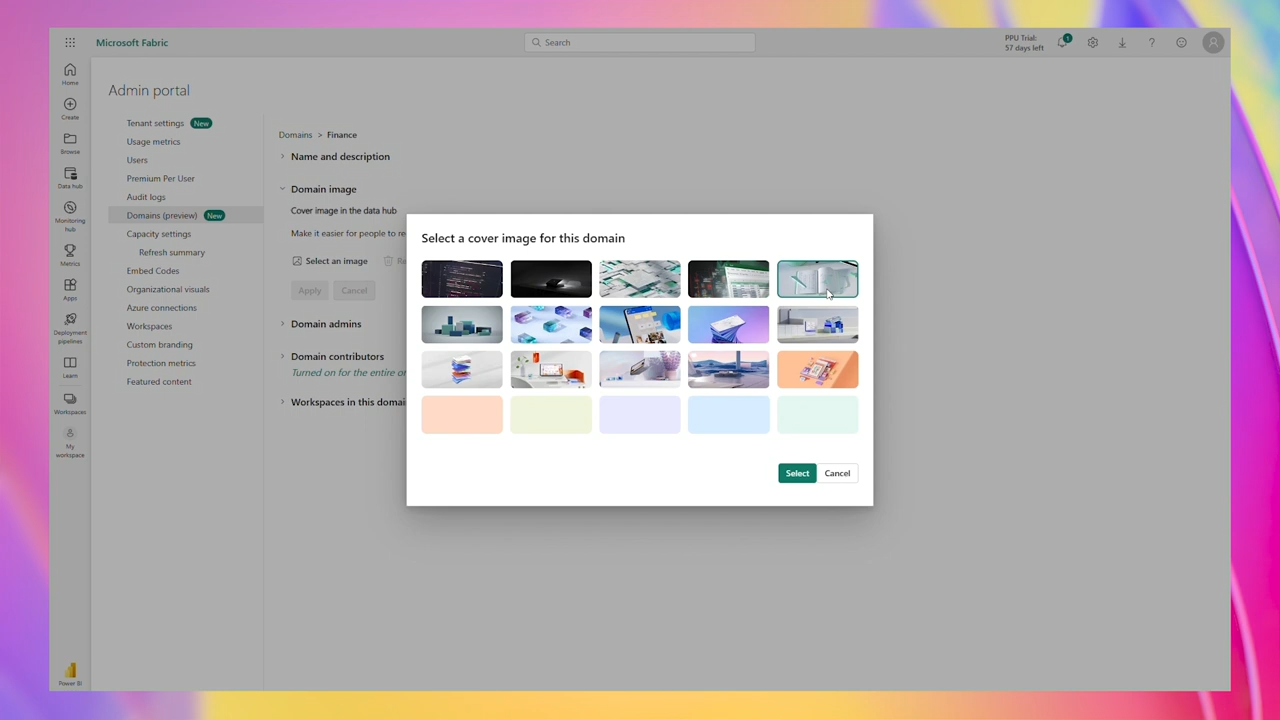 Microsoft Fabric
Search
PPU Trial:
57 days left
1
?
Home
Create
Browse
Data hub
Monitoring
hub
Metrics
Apps
Deployment
pipelines
Learn
Workspaces
My
workspace
Power BI
Admin portal
Tenant settings New
Usage metrics
Users
Premium Per User
Audit logs
Domains (preview) New
Capacity settings
Refresh summary
Embed Codes
Organizational visuals
Azure connections
Workspaces
Custom branding
Protection metrics
Featured content
Domains > Finance
Name and description
Domain image
Cover image in the data hub
Make it easier for people to re
Select an image Re
Apply Cancel
Domain admins
Domain contributors
Turned on for the entire or
Workspaces in this domai
Select a cover image for this domain
Select Cancel